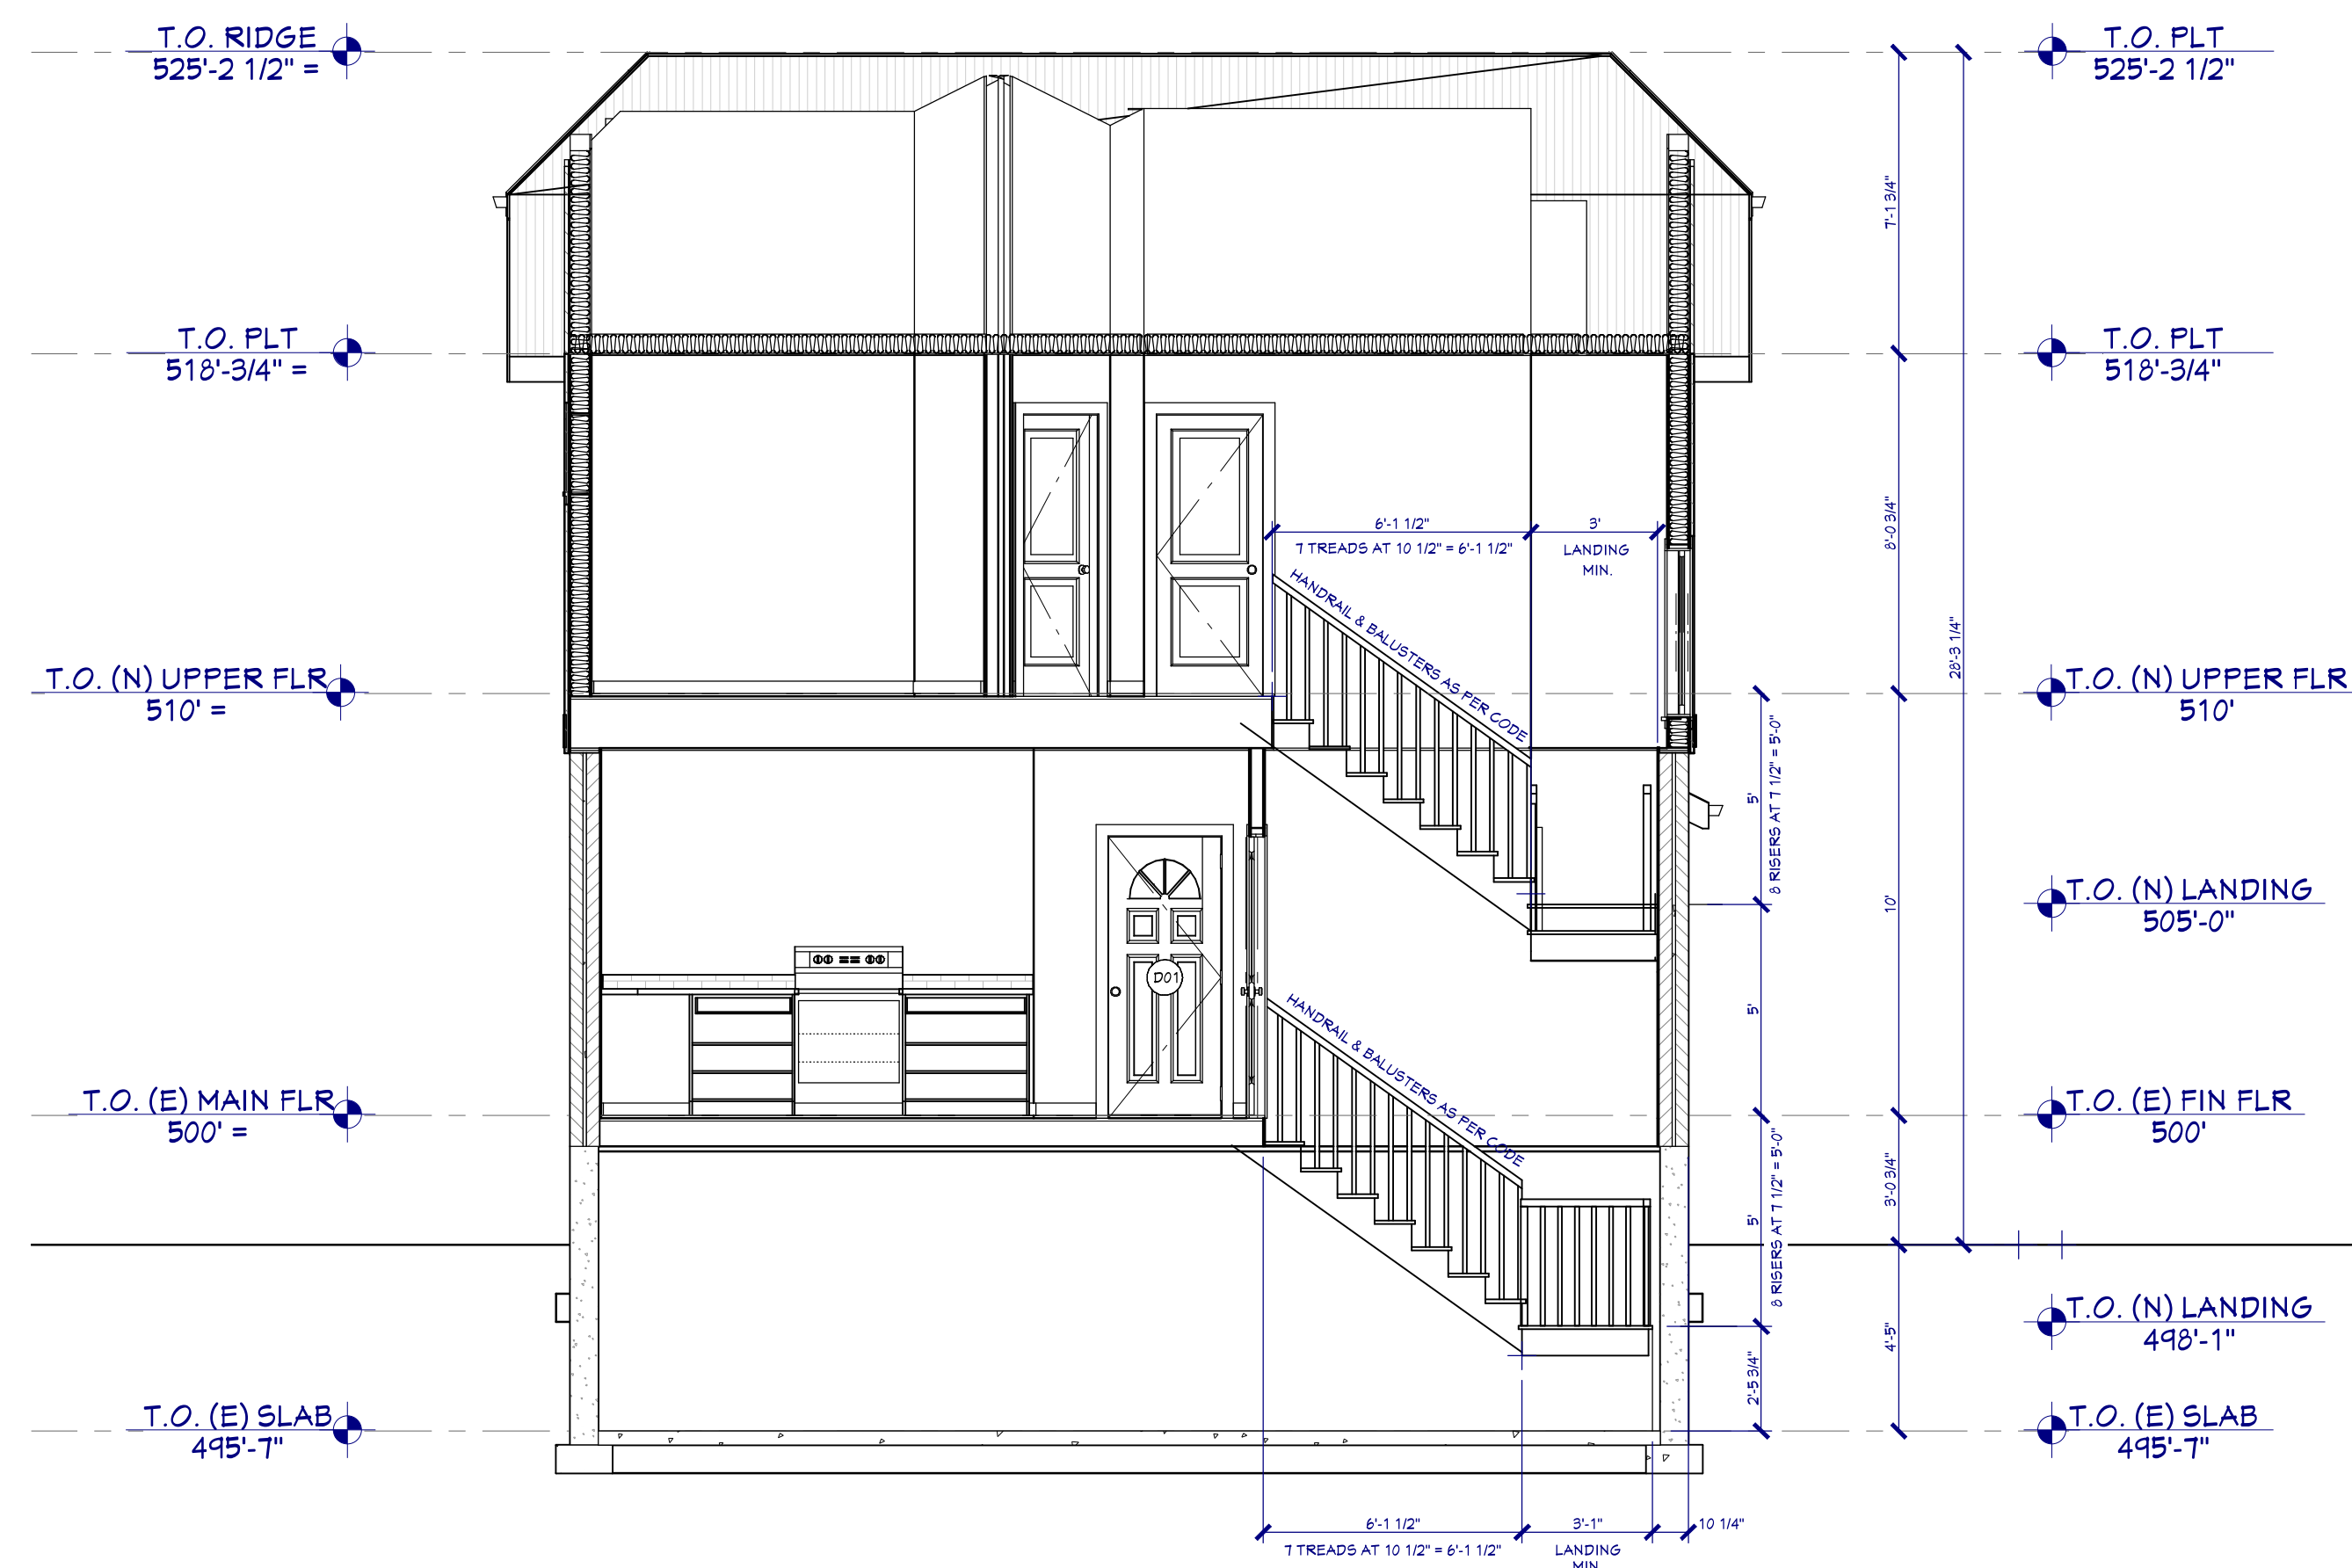 T.O. RIDGE
525'-2 1/2" =
T.O. PLT
525'-2 1/2"
7'-1 3/4"
T.O. PLT
518'-3/4" =
T.O. PLT
518'-3/4"
8'-0 3/4"
6'-1 1/2"
3'
7 TREADS AT 10 1/2" = 6'-1 1/2"
LANDING
MIN.
HANDRAIL & BALUSTERS AS PER CODE
28'-3 1/4"
T.O. (N) UPPER FLR
510' =
T.O. (N) UPPER FLR
510'
5'
8 RISERS AT 7 1/2" = 5'-0"
10'
T.O. (N) LANDING
505'-0"
D01
5'
HANDRAIL & BALUSTERS AS PER CODE
T.O. (E) MAIN FLR
500' =
T.O. (E) FIN FLR
500'
5'
8 RISERS AT 7 1/2" = 5'-0"
3'-0 3/4"
T.O. (N) LANDING
498'-1"
4'-5"
2'-5 3/4"
T.O. (E) SLAB
495'-7"
T.O. (E) SLAB
495'-7"
6'-1 1/2"
3'-1"
10 1/4"
7 TREADS AT 10 1/2" = 6'-1 1/2"
LANDING
MIN.